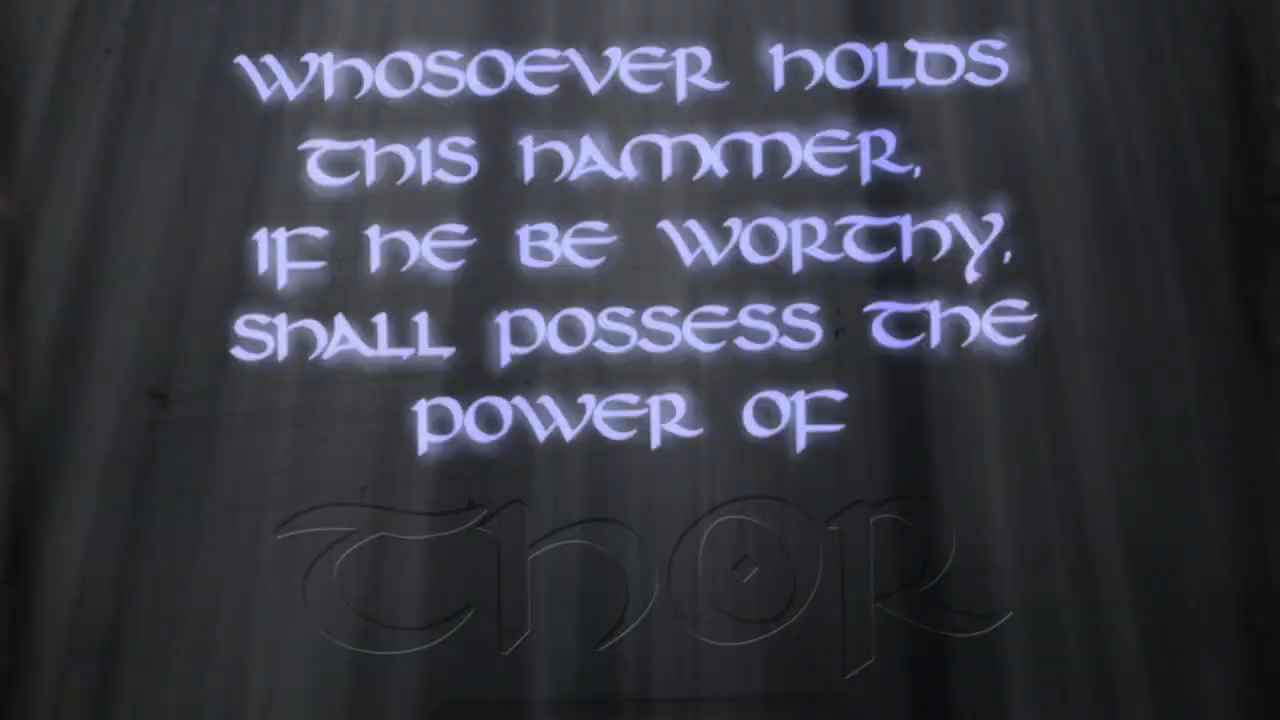 WHOSOEVER HOLDS
THIS HAMMER,
IF HE BE WORTHY,
SHALL POSSESS THE
POWER OF
THOR